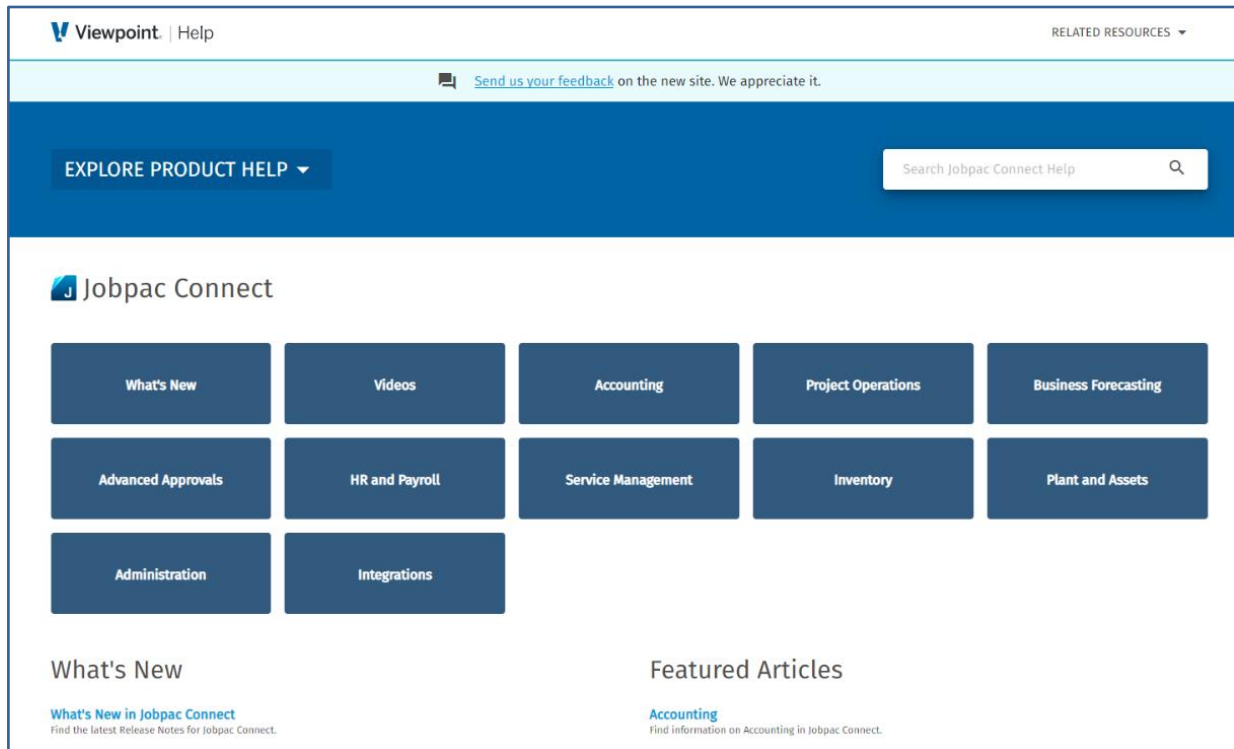 Viewpoint. | Help
RELATED RESOURCES
Send us your feedback on the new site. We appreciate it.
EXPLORE PRODUCT HELP
Search Jobpac Connect Help
J Jobpac Connect
What's New
Videos
Accounting
Project Operations
Business Forecasting
Advanced Approvals
HR and Payroll
Service Management
Inventory
Plant and Assets
Administration
Integrations
What's New
What's New in Jobpac Connect
Find the latest Release Notes for Jobpac Connect.
Featured Articles
Accounting
Find information on Accounting in Jobpac Connect.